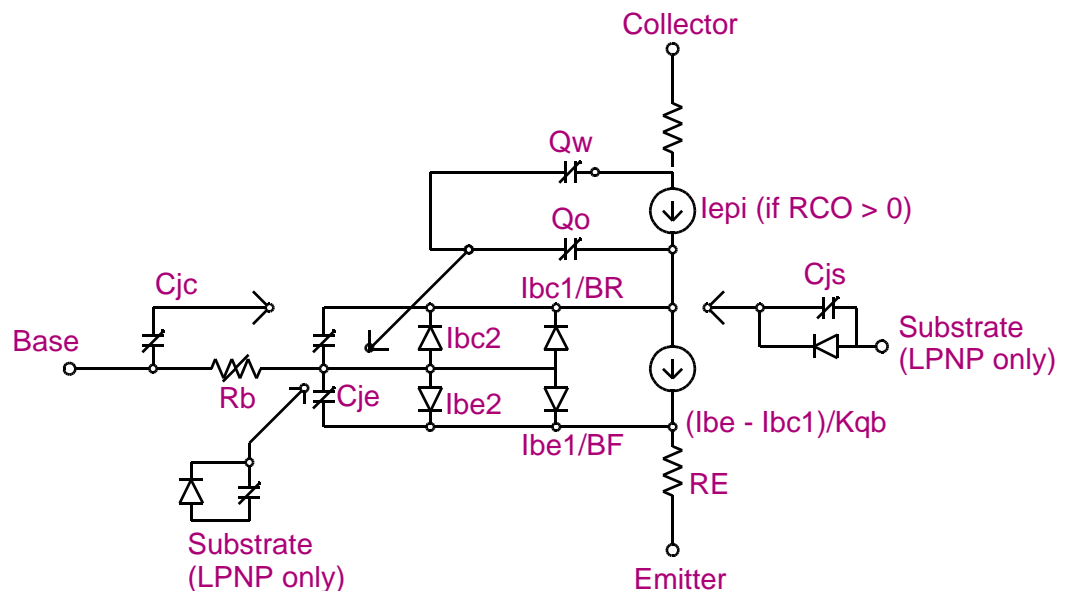 Collector
Qw
Iepi (if RCO > 0)
Qo
Cjc
Ibc1/BR
Cjs
Base
Ibc2
Substrate
(LPNP only)
Rb
Cje
Ibe2
(Ibe - Ibc1)/Kqb
Ibe1/BF
RE
Substrate
(LPNP only)
Emitter